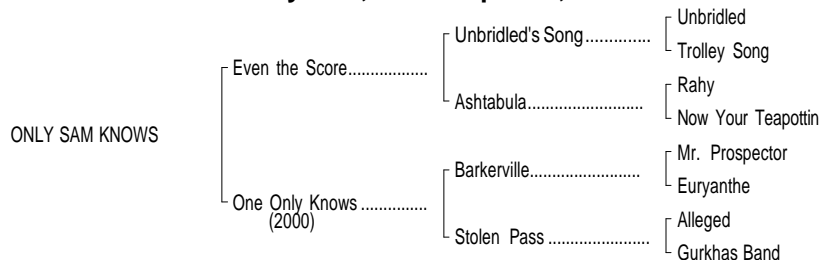 Unbridled
Unbridled's Song..............
Trolley Song
Even the Score..................
Rahy
Ashtabula..........................
Now Your Teapottin
ONLY SAM KNOWS
Mr. Prospector
Barkerville.........................
Euryanthe
One Only Knows ...............
(2000)
Alleged
Stolen Pass .......................
Gurkhas Band